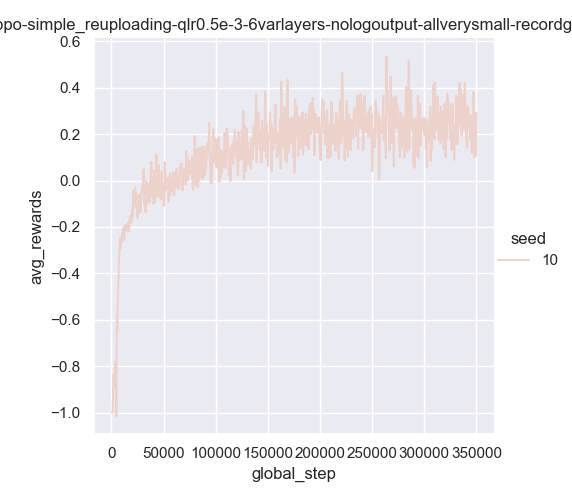 ppo-simple_reuploading-qlr0.5e-3-6varlayers-nologoutput-allverysmall-recordg
0.6
0.4
0.2
0.0
−0.2
−0.4
−0.6
−0.8
−1.0
avg_rewards
0 50000 100000 150000 200000 250000 300000 350000
global_step
seed
10